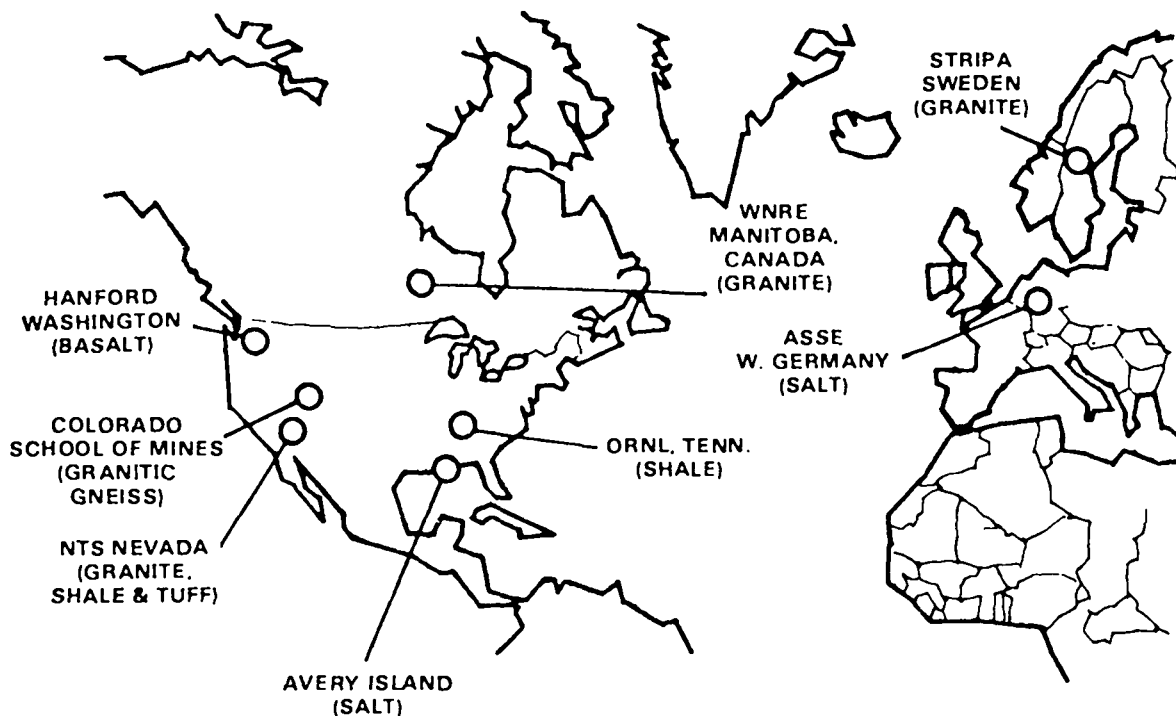 STRIPA
SWEDEN
(GRANITE)
WNRE
MANITOBA,
CANADA
(GRANITE)
HANFORD
WASHINGTON
(BASALT)
ASSE
W. GERMANY
(SALT)
COLORADO
SCHOOL OF MINES
(GRANITIC
GNEISS)
ORNL, TENN.
(SHALE)
NTS NEVADA
(GRANITE,
SHALE & TUFF)
AVERY ISLAND
(SALT)